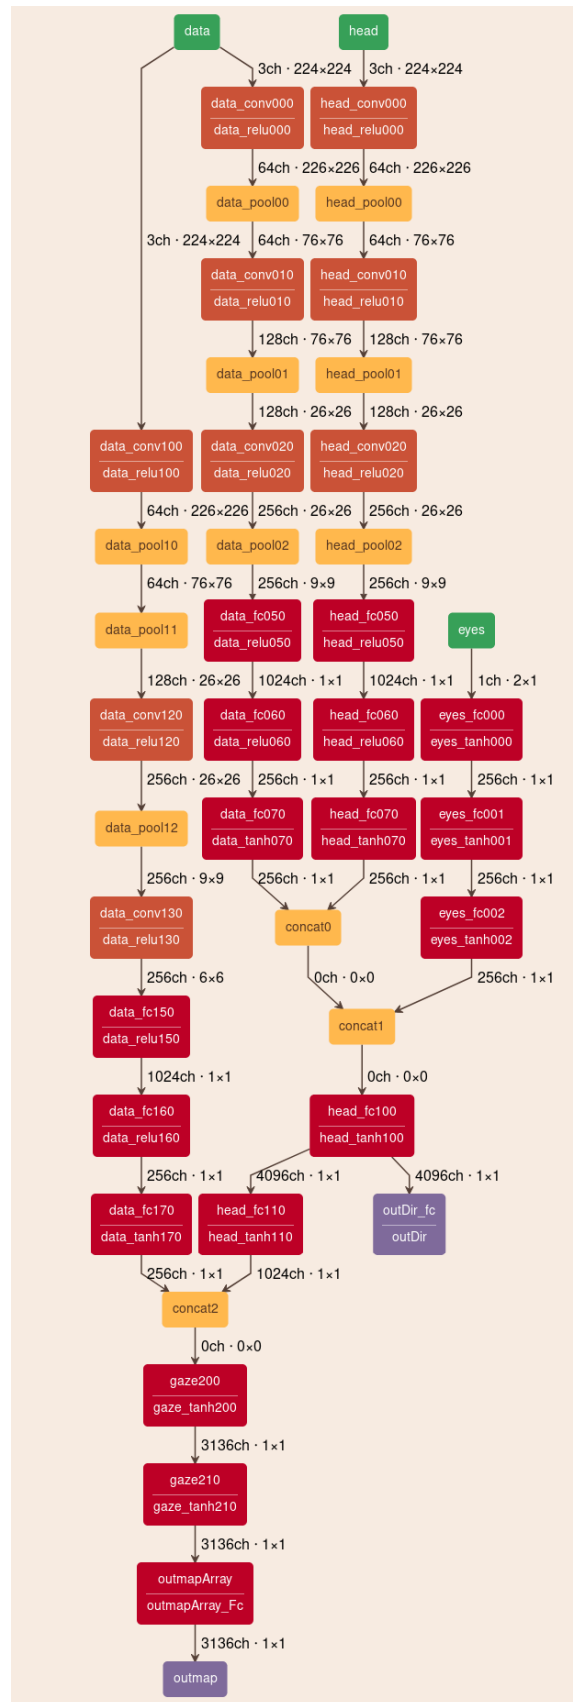 data
head
3ch · 224×224
3ch · 224×224
data_conv000
head_conv000
data_relu000
head_relu000
64ch · 226×226
64ch · 226×226
data_pool00
head_pool00
3ch · 224×224
64ch · 76×76
64ch · 76×76
data_conv010
head_conv010
data_relu010
head_relu010
128ch · 76×76
128ch · 76×76
data_pool01
head_pool01
128ch · 26×26
128ch · 26×26
data_conv100
data_conv020
head_conv020
data_relu100
data_relu020
head_relu020
64ch · 226×226
256ch · 26×26
256ch · 26×26
data_pool10
data_pool02
head_pool02
64ch · 76×76
256ch · 9×9
256ch · 9×9
data_fc050
head_fc050
data_pool11
eyes
data_relu050
head_relu050
128ch · 26×26
1024ch · 1×1
1024ch · 1×1
1ch · 2×1
data_conv120
data_fc060
head_fc060
eyes_fc000
data_relu120
data_relu060
head_relu060
eyes_tanh000
256ch · 26×26
256ch · 1×1
256ch · 1×1
256ch · 1×1
data_pool12
data_fc070
head_fc070
eyes_fc001
data_tanh070
head_tanh070
eyes_tanh001
256ch · 9×9
256ch · 1×1
256ch · 1×1
256ch · 1×1
data_conv130
concat0
eyes_fc002
data_relu130
eyes_tanh002
256ch · 6×6
0ch · 0×0
256ch · 1×1
data_fc150
data_relu150
concat1
1024ch · 1×1
0ch · 0×0
data_fc160
head_fc100
data_relu160
head_tanh100
256ch · 1×1
4096ch · 1×1
4096ch · 1×1
data_fc170
head_fc110
outDir_fc
data_tanh170
head_tanh110
outDir
256ch · 1×1
1024ch · 1×1
concat2
0ch · 0×0
gaze200
gaze_tanh200
3136ch · 1×1
gaze210
gaze_tanh210
3136ch · 1×1
outmapArray
outmapArray_Fc
3136ch · 1×1
outmap